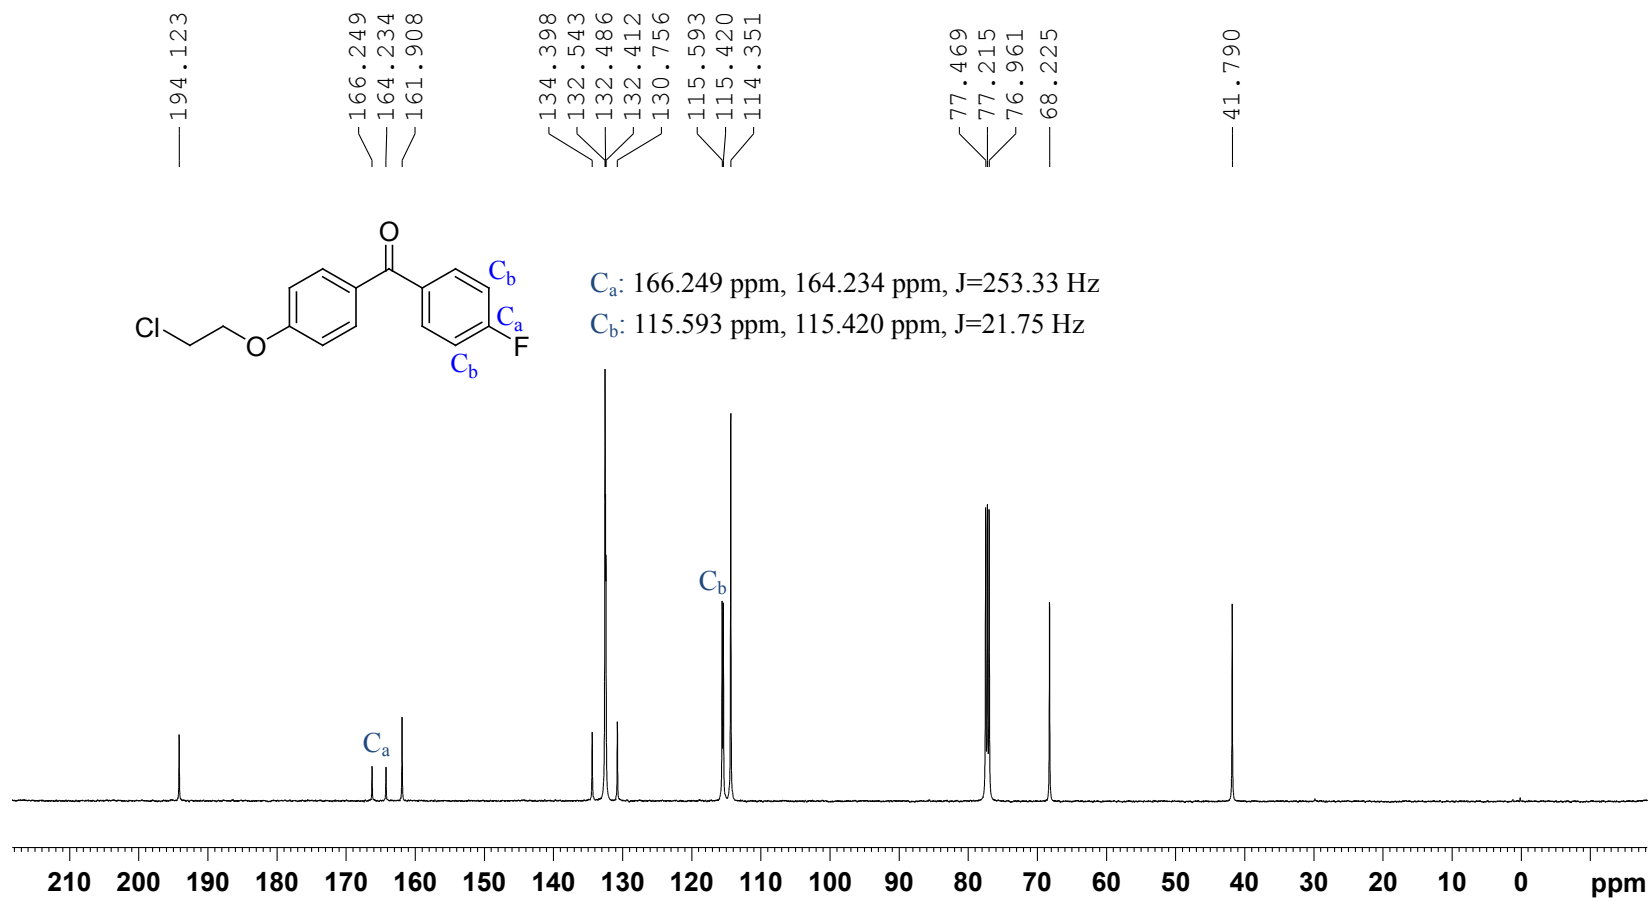 194.123
166.249
164.234
161.908
134.398
132.543
132.486
132.412
130.756
115.593
115.420
114.351
77.469
77.215
76.961
68.225
41.790
O
Cb
Ca: 166.249 ppm, 164.234 ppm, J=253.33 Hz
Cl
Ca
Cb: 115.593 ppm, 115.420 ppm, J=21.75 Hz
O
F
Cb
Cb
Ca
210 200 190 180 170 160 150 140 130 120 110 100 90 80 70 60 50 40 30 20 10 0 ppm